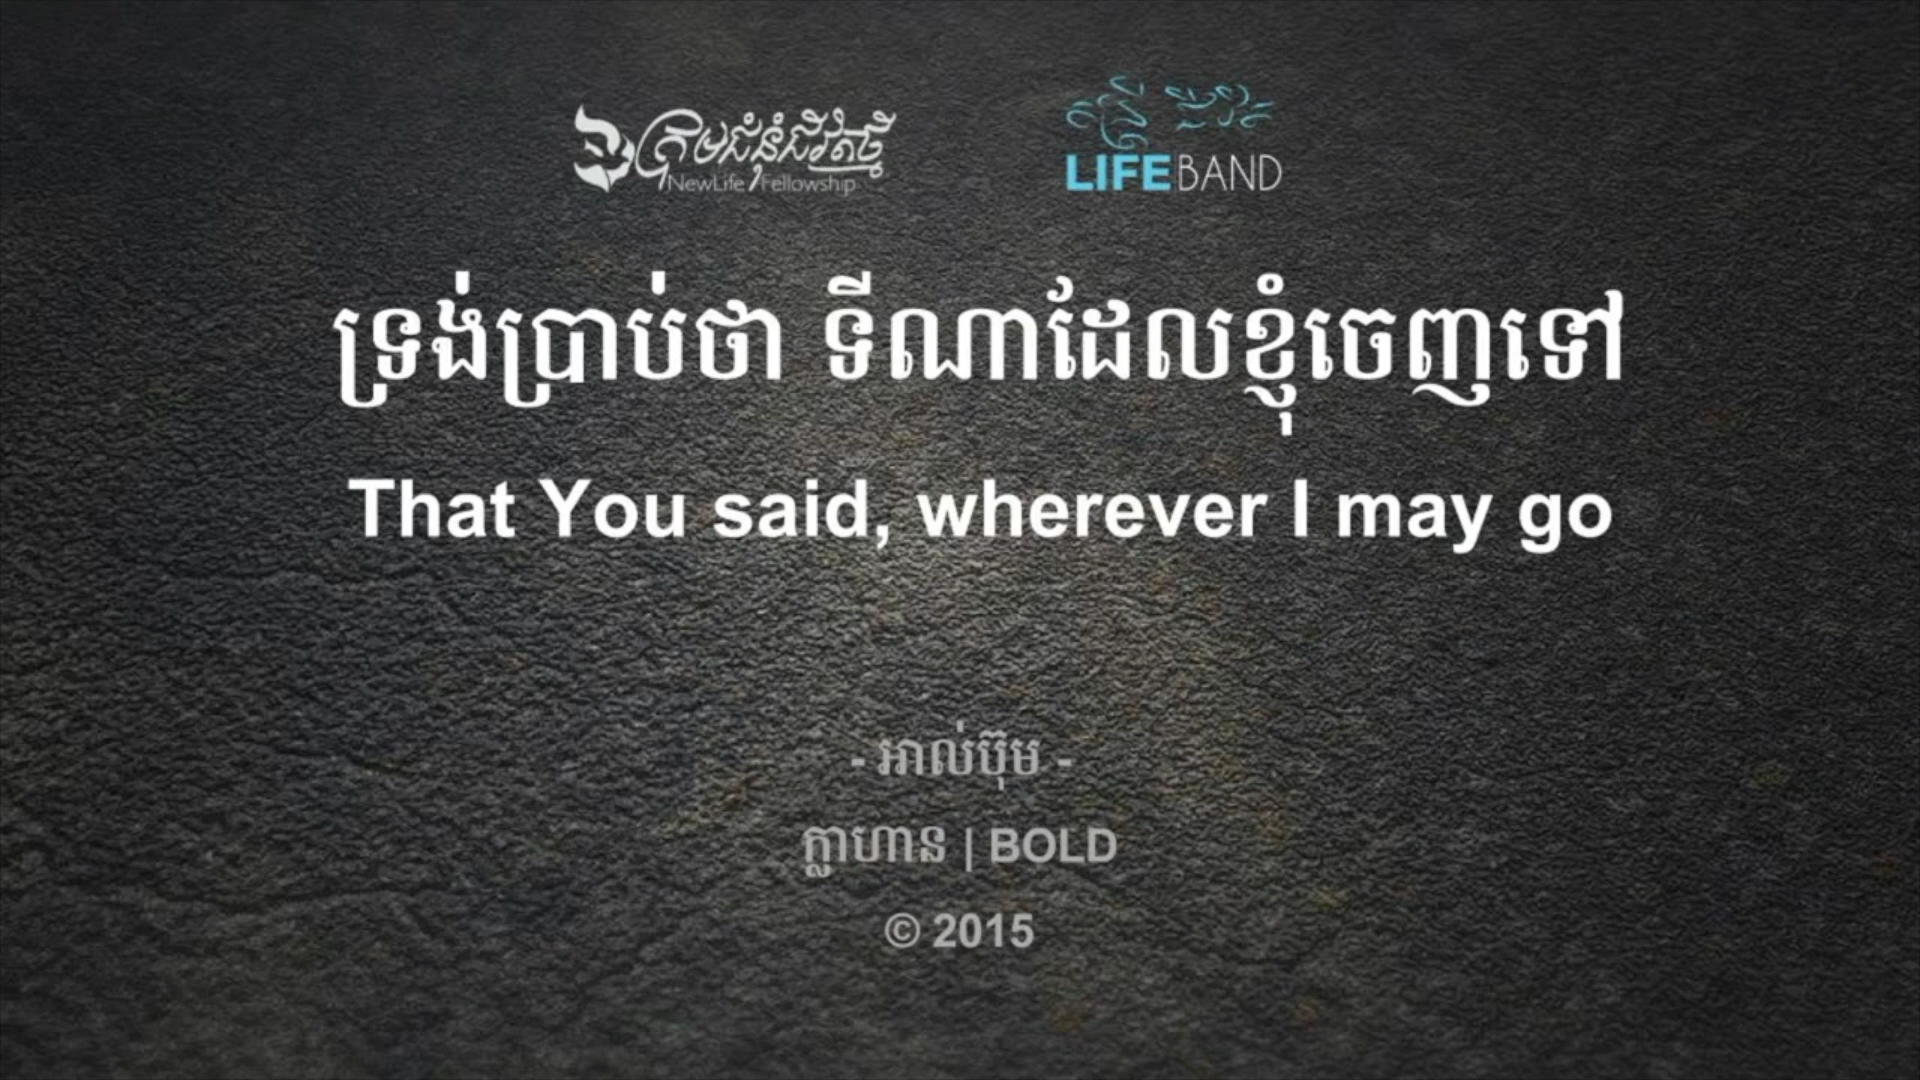 ក្រុមជំនុំជីវិតថ្មី
NewLife Fellowship
LIFE BAND
ទ្រង់ប្រាប់ថា ទីណាដែលខ្ញុំចេញទៅ
That You said, wherever I may go
- អាល់ប៊ុម -
ក្លាហាន | BOLD
© 2015